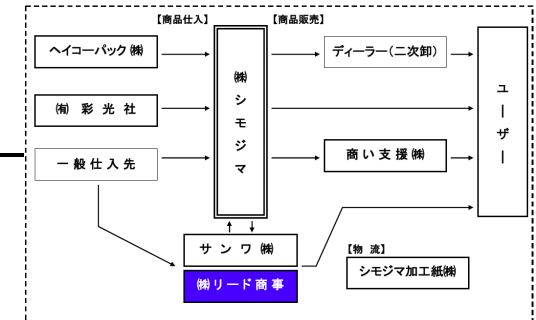 【商品仕入】
【商品販売】
ヘイコーパック㈱
㈲ 彩 光 社
一 般 仕 入 先
㈱シモジマ
ディーラー(二次卸)
商 い 支 援 ㈱
ユーザー
サ ン ワ ㈱
㈱リード商事
【物 流】
シモジマ加工紙㈱